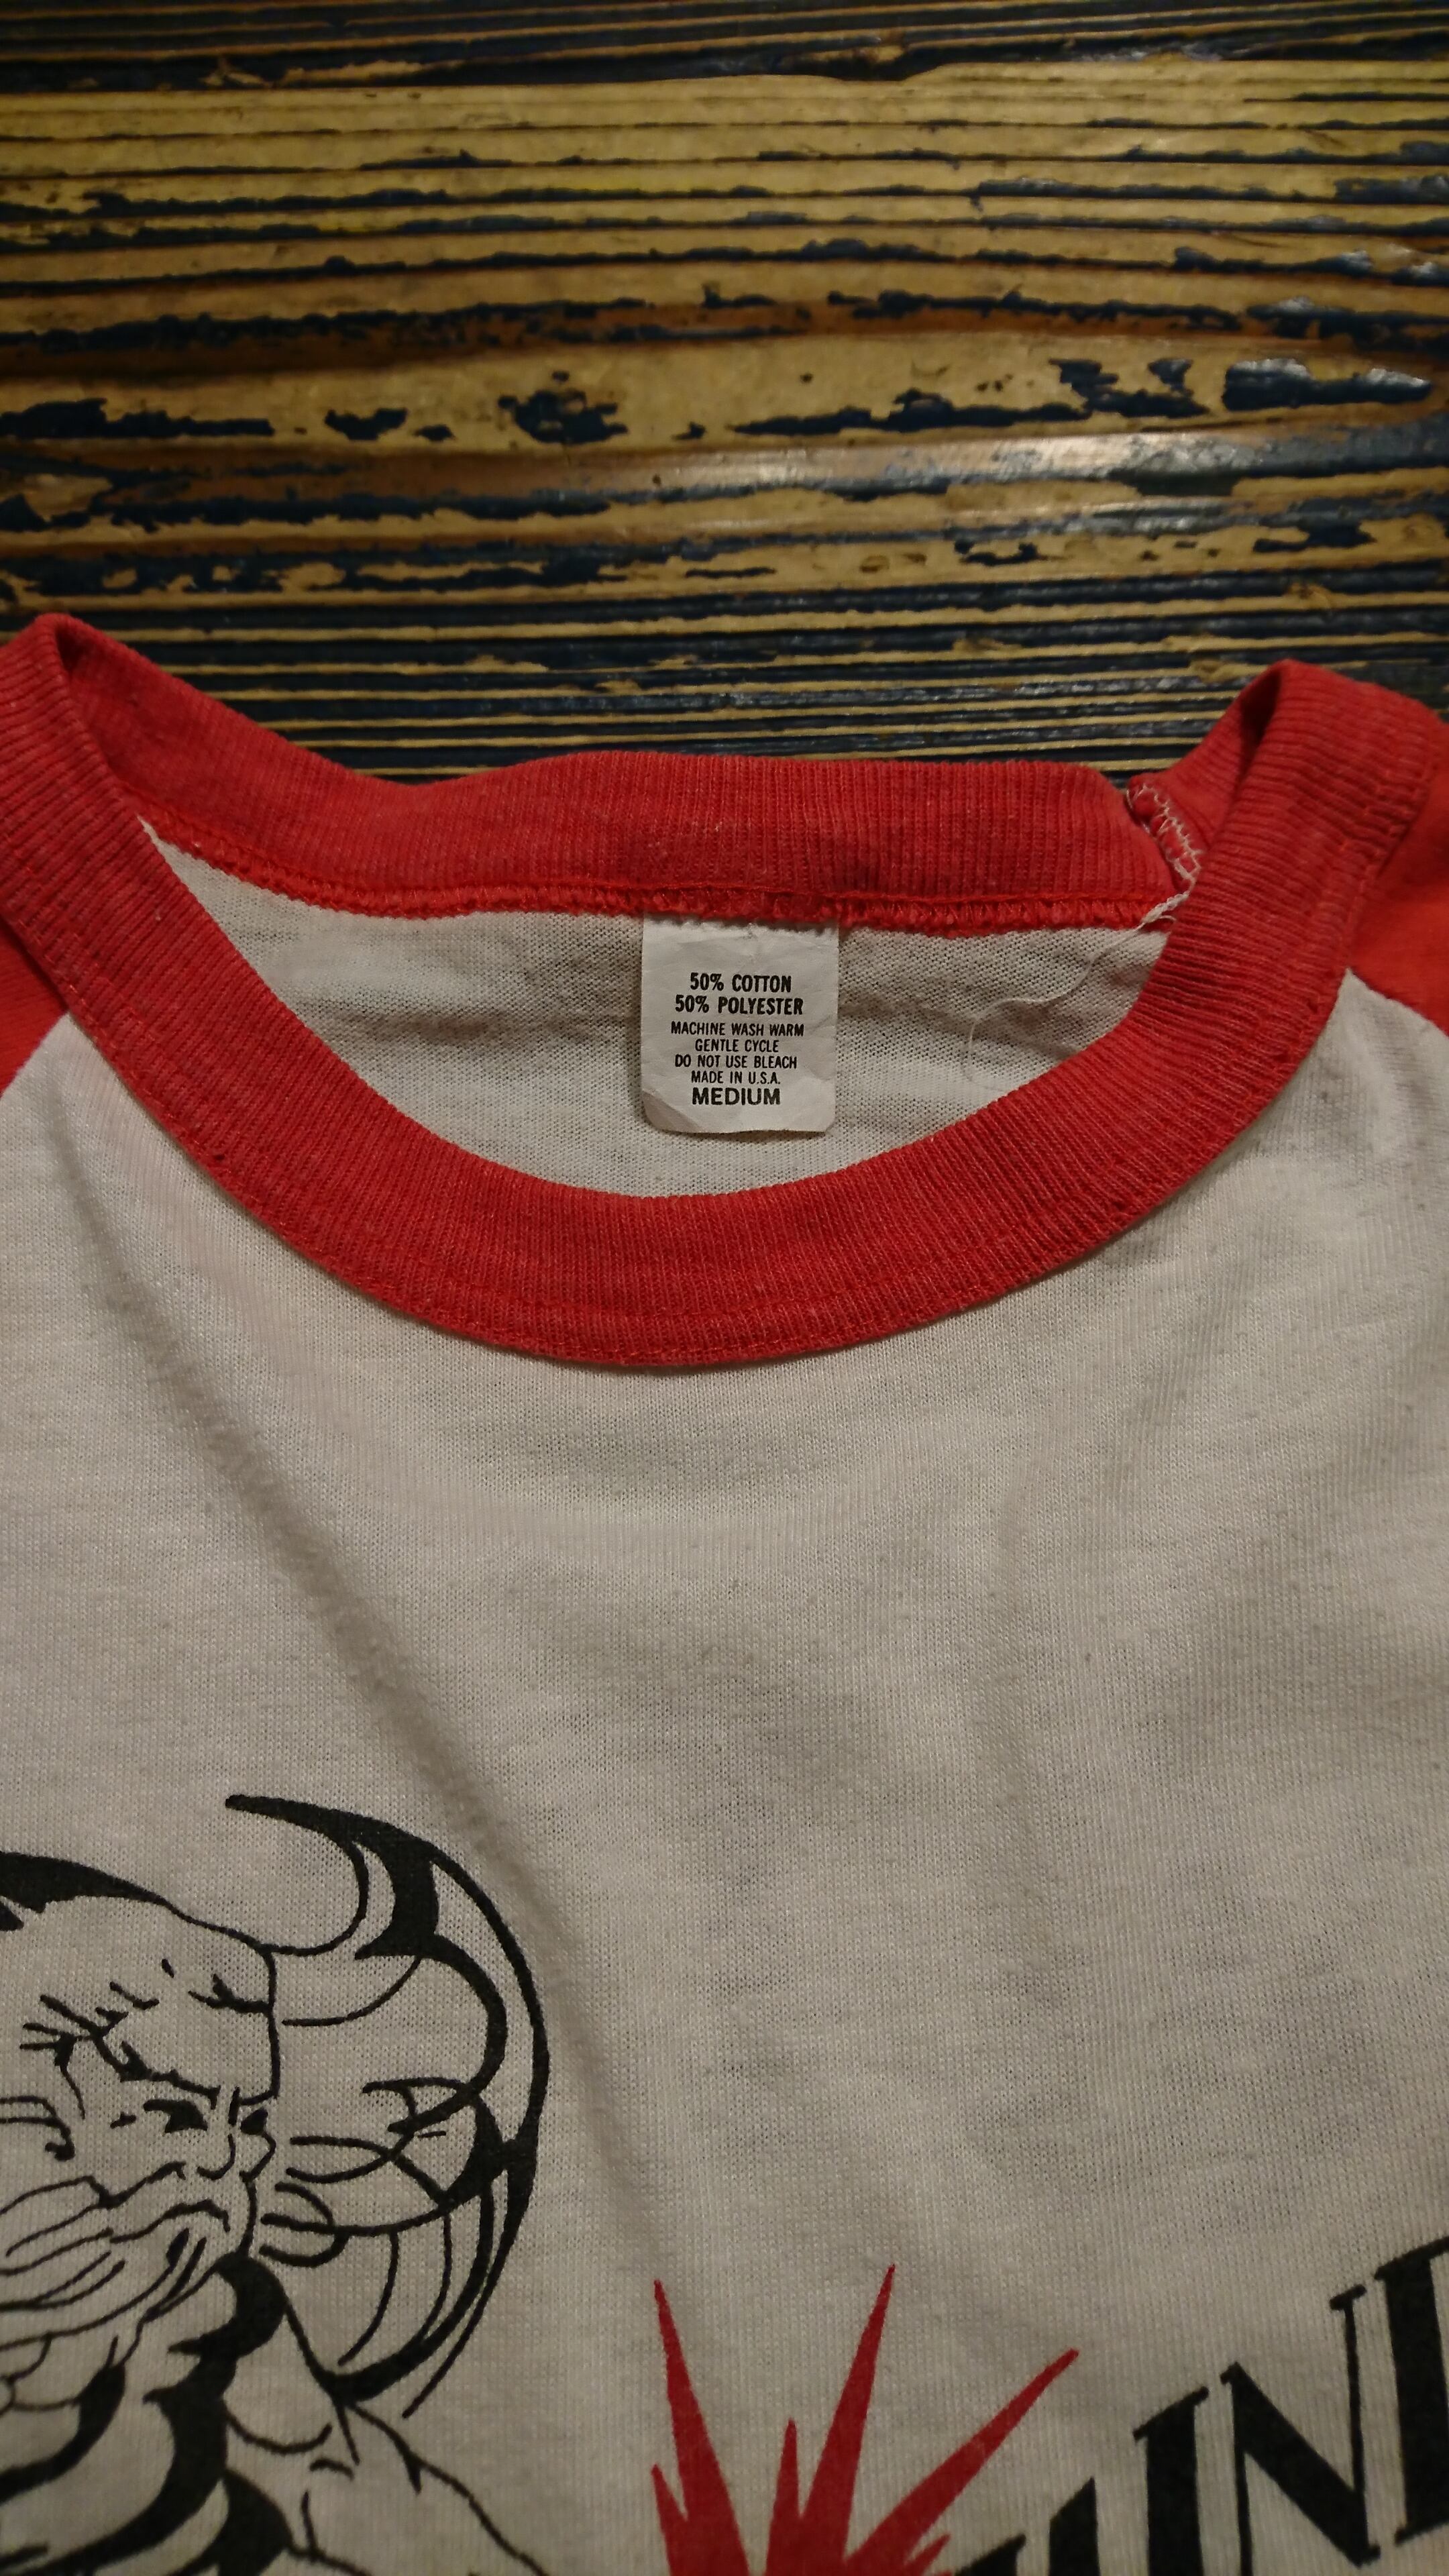 50% COTTON
50% POLYESTER
MACHINE WASH WARM
GENTLE CYCLE
DO NOT USE BLEACH
MADE IN U.S.A.
MEDIUM